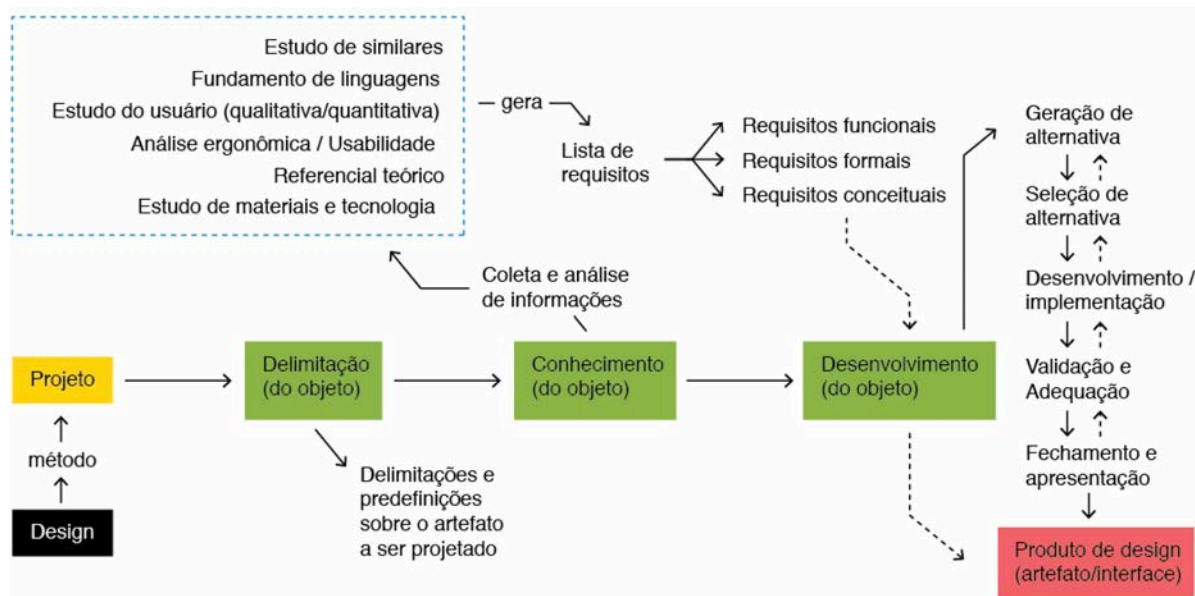 Estudo de similares
Fundamento de linguagens
Estudo do usuário (qualitativa/quantitativa)
Análise ergonômica / Usabilidade
Referencial teórico
Estudo de materiais e tecnologia
gera
Lista de
requisitos
Requisitos funcionais
Requisitos formais
Requisitos conceituais
Coleta e análise
de informações
Projeto
método
Design
Delimitação
(do objeto)
Delimitações e
predefinições
sobre o artefato
a ser projetado
Conhecimento
(do objeto)
Desenvolvimento
(do objeto)
Geração de
alternativa
Seleção de
alternativa
Desenvolvimento /
implementação
Validação e
Adequação
Fechamento e
apresentação
Produto de design
(artefato/interface)